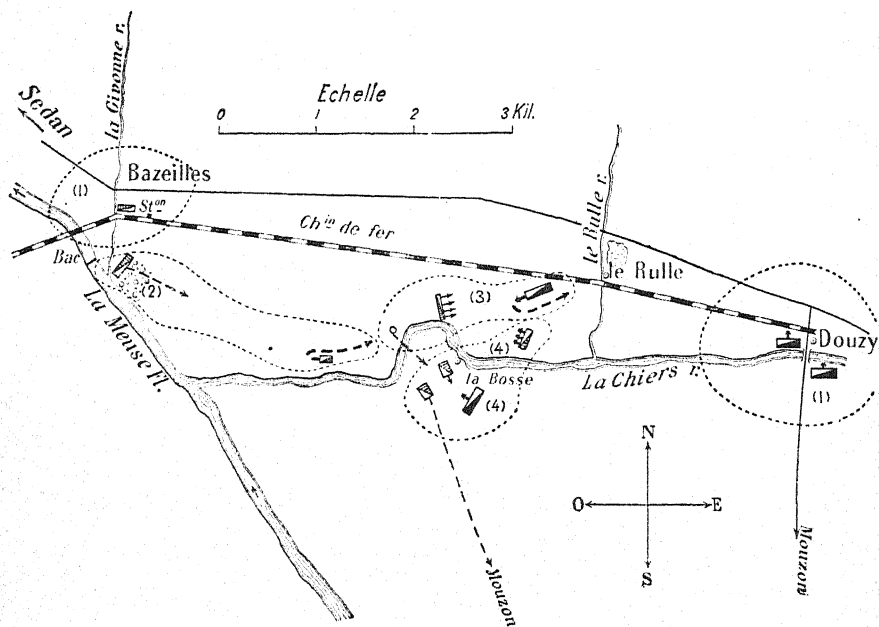 Echelle
0 1 2 3 Kil.
Sedan
la Givonne r.
Bazeilles
(1)
Stᵒⁿ
Chⁱⁿ de fer
le Rulle r.
le Rulle
Bac
(2)
(3)
La Meuse Fl.
(4)
la Bosse
(4)
La Chiers r.
Douzy
(1)
N
O E
S
Mouzon
Mouzon